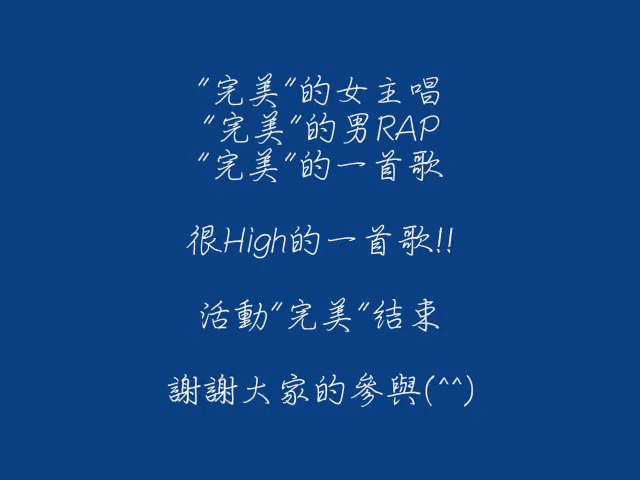 "完美"的女主唱
"完美"的男RAP
"完美"的一首歌
很High的一首歌!!
活動"完美"结束
謝謝大家的參與(^^)